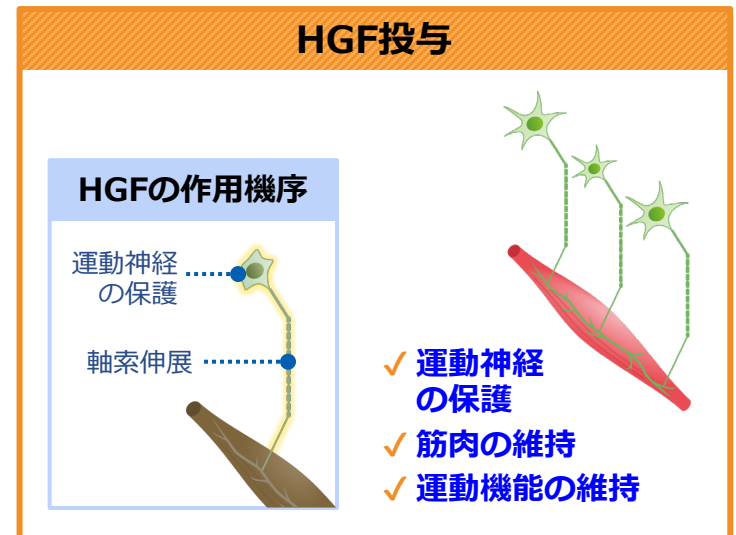 HGF投与
HGFの作用機序
運動神経
の保護
軸索伸展
✓ 運動神経
の保護
✓ 筋肉の維持
✓ 運動機能の維持